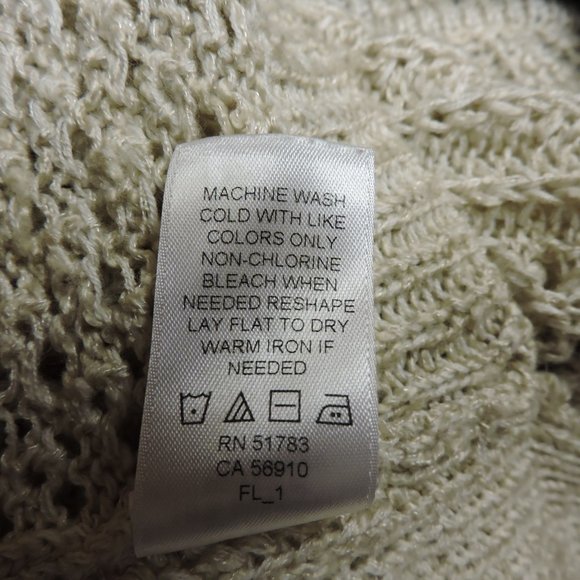 MACHINE WASH
COLD WITH LIKE
COLORS ONLY
NON-CHLORINE
BLEACH WHEN
NEEDED RESHAPE
LAY FLAT TO DRY
WARM IRON IF
NEEDED
RN 51783
CA 56910
FL_1